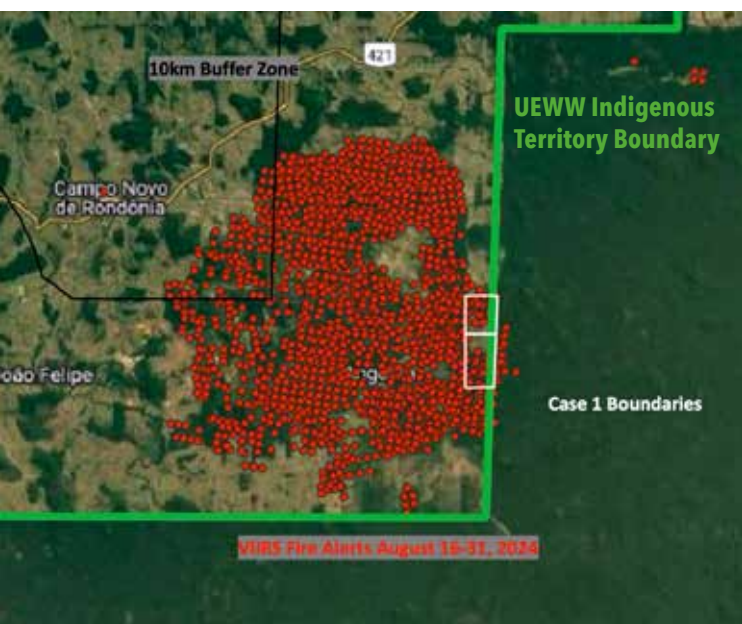 421
10km Buffer Zone
UEWW Indigenous
Territory Boundary
Campo Novo
de Rondônia
João Felipe
Case 1 Boundaries
VIIRS Fire Alerts August 16-31, 2024